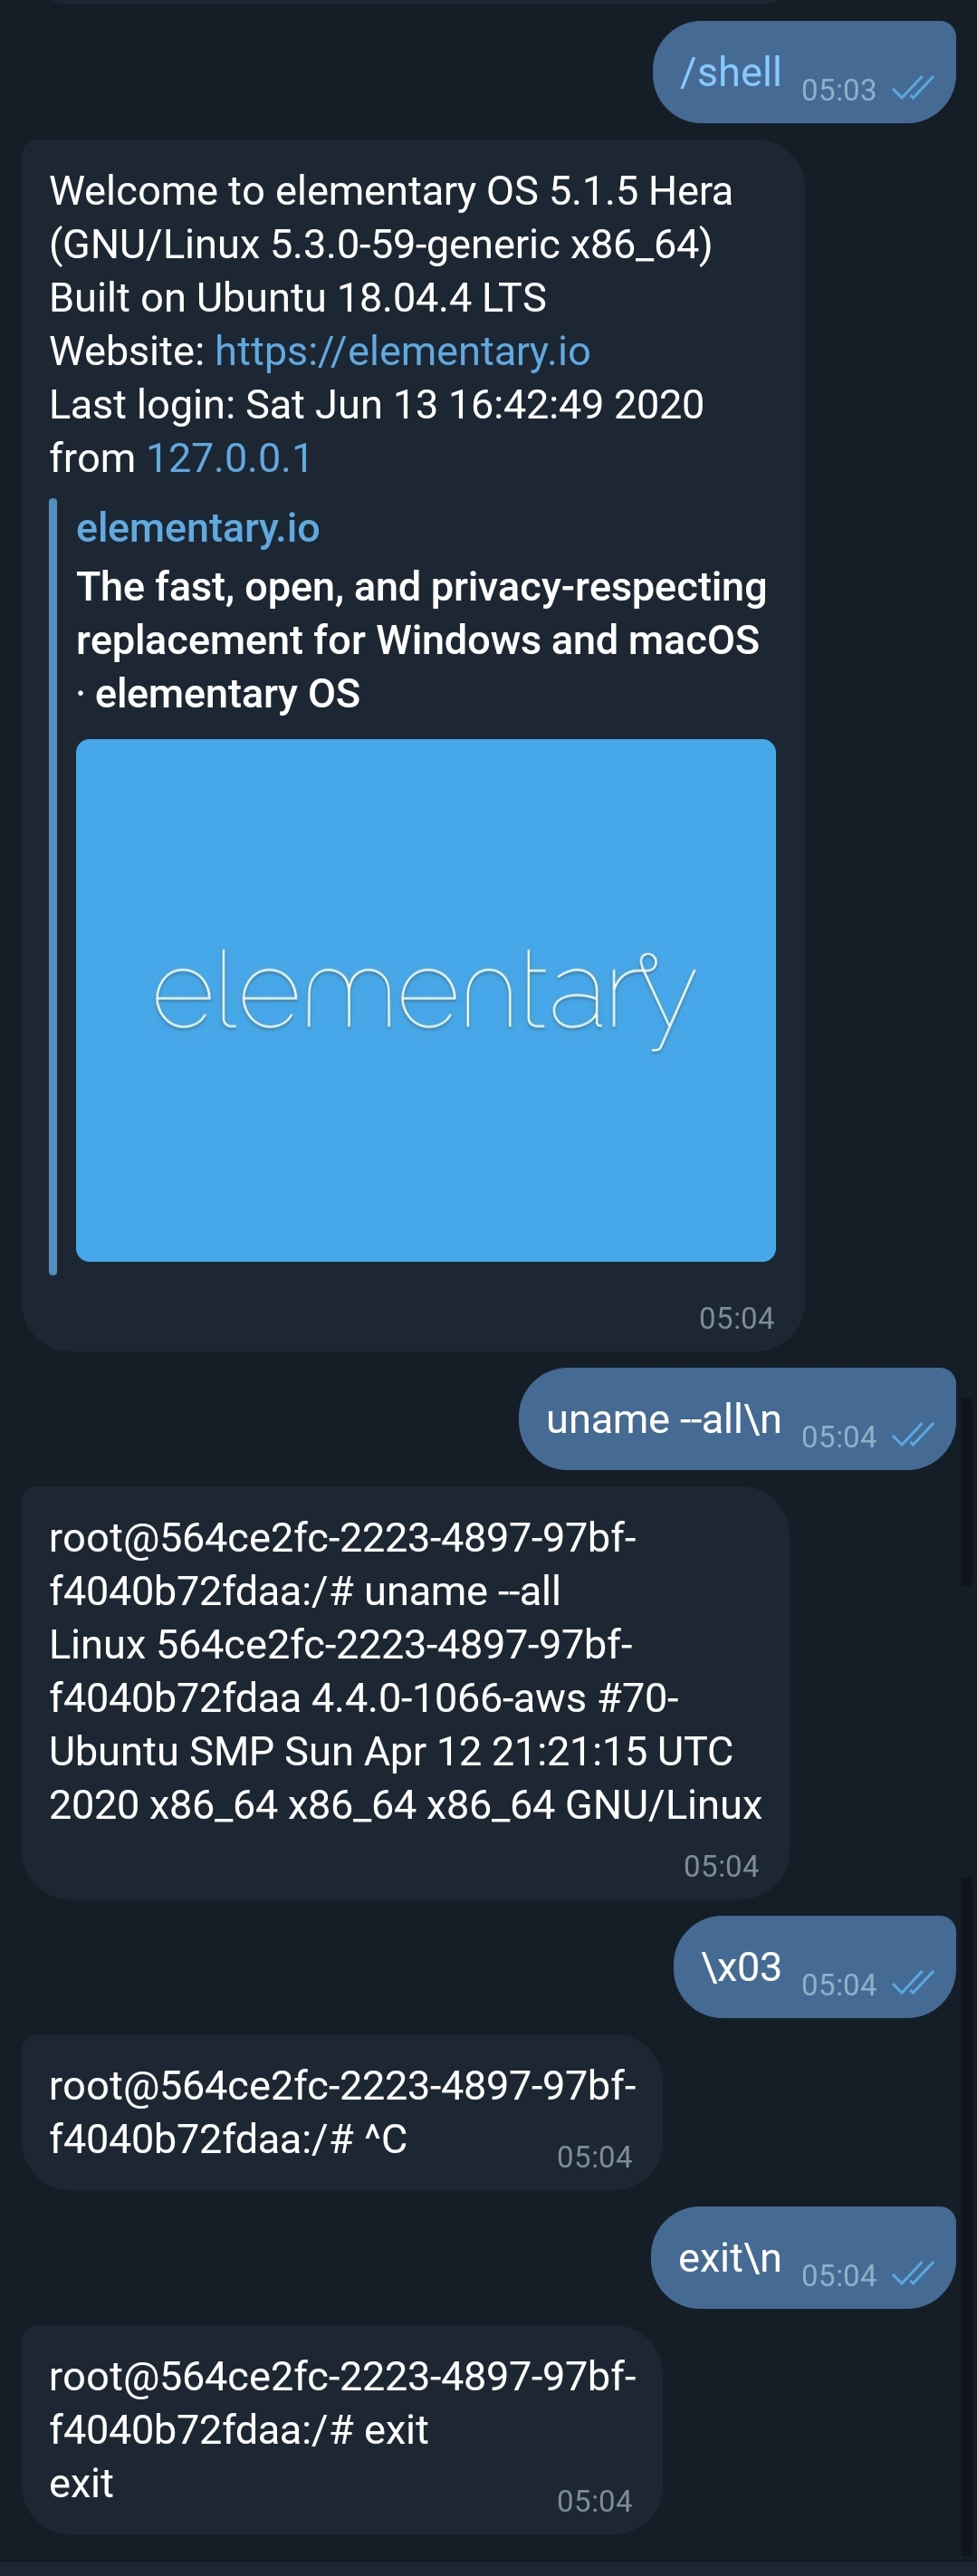 /shell 05:03
Welcome to elementary OS 5.1.5 Hera
(GNU/Linux 5.3.0-59-generic x86_64)
Built on Ubuntu 18.04.4 LTS
Website: https://elementary.io
Last login: Sat Jun 13 16:42:49 2020
from 127.0.0.1
elementary.io
The fast, open, and privacy-respecting
replacement for Windows and macOS
· elementary OS
elementary
05:04
uname --all\n 05:04
root@564ce2fc-2223-4897-97bf-
f4040b72fdaa:/# uname --all
Linux 564ce2fc-2223-4897-97bf-
f4040b72fdaa 4.4.0-1066-aws #70-
Ubuntu SMP Sun Apr 12 21:21:15 UTC
2020 x86_64 x86_64 x86_64 GNU/Linux
05:04
\x03 05:04
root@564ce2fc-2223-4897-97bf-
f4040b72fdaa:/# ^C 05:04
exit\n 05:04
root@564ce2fc-2223-4897-97bf-
f4040b72fdaa:/# exit
exit 05:04